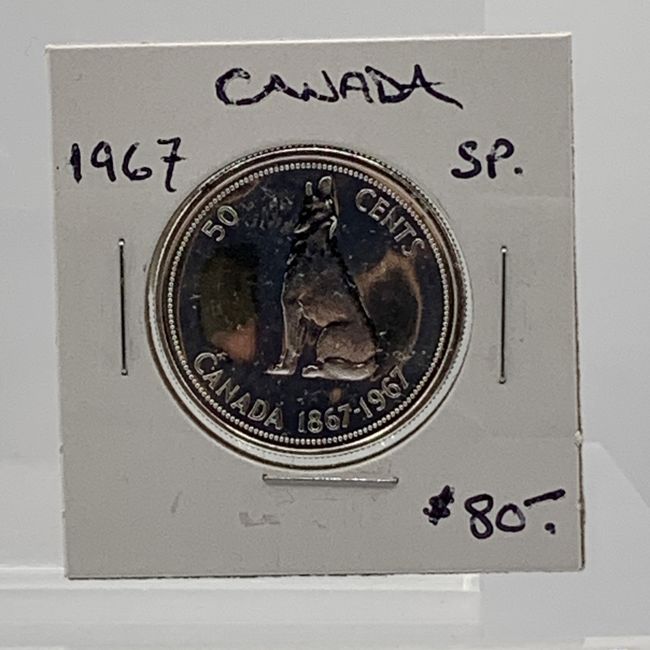 CANADA
1967 SP.
50 CENTS
CANADA 1867-1967
$80-.